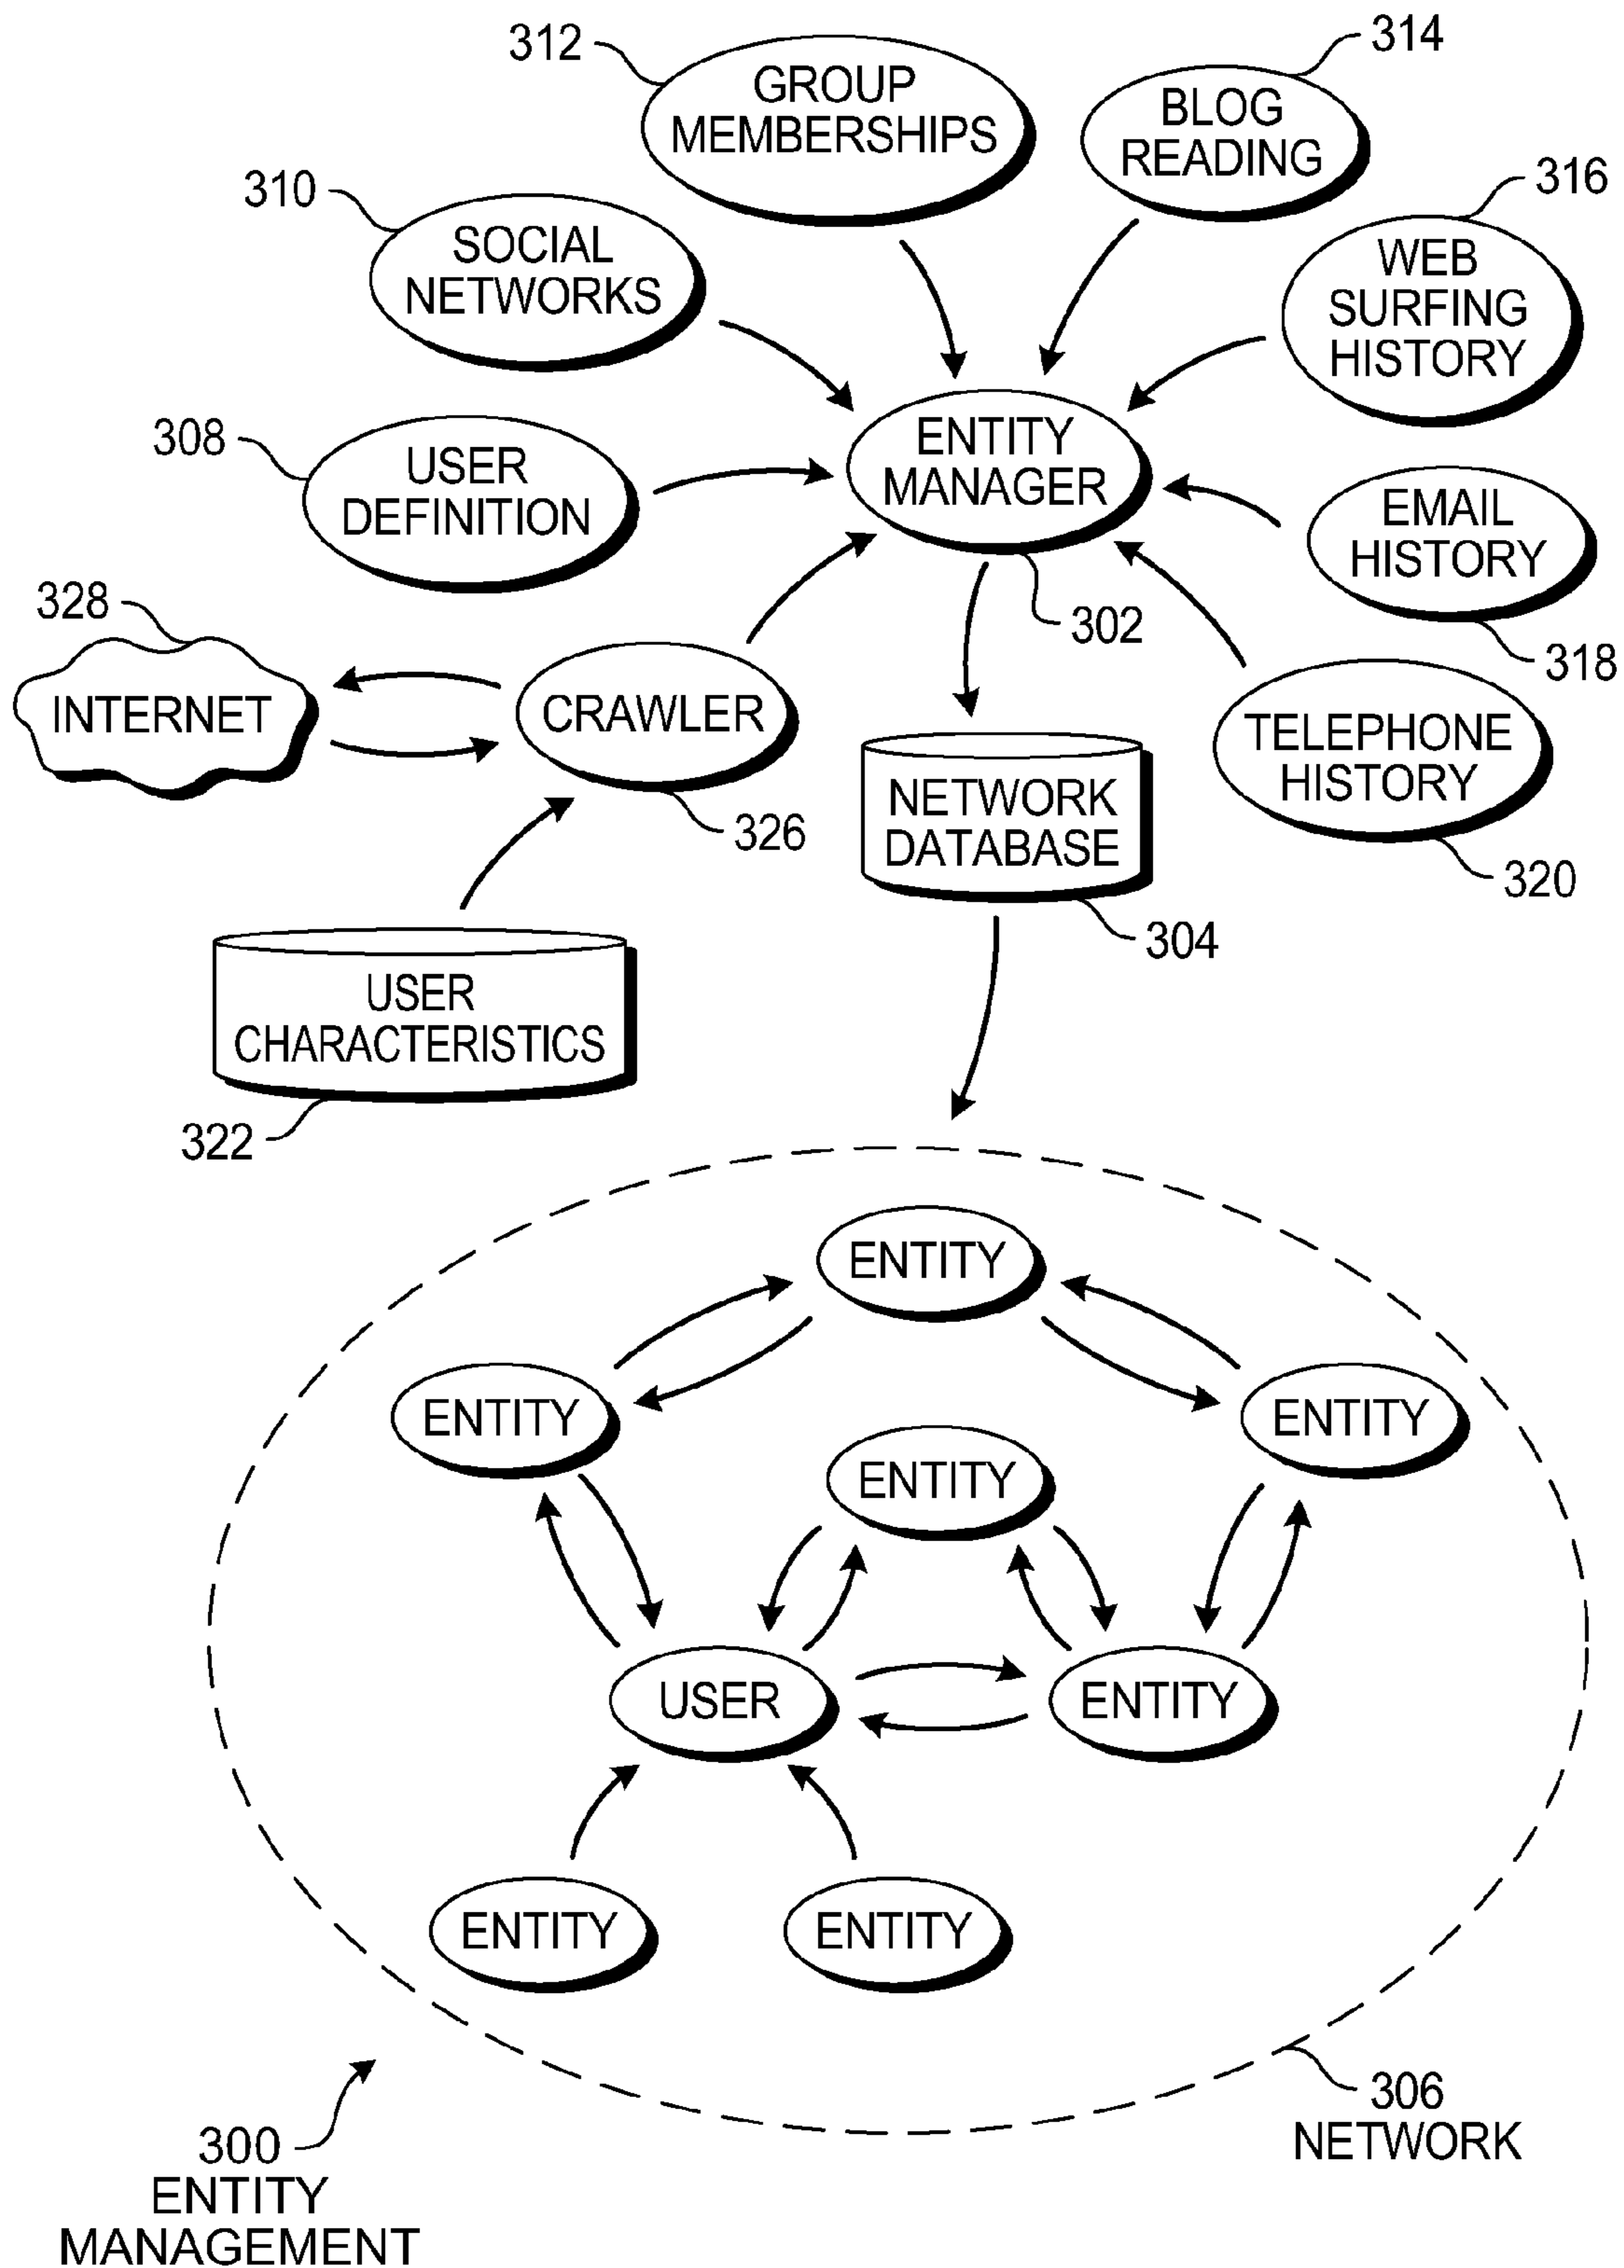 312
GROUP
MEMBERSHIPS
314
BLOG
READING
310
SOCIAL
NETWORKS
316
WEB
SURFING
HISTORY
308
USER
DEFINITION
ENTITY
MANAGER
302
EMAIL
HISTORY
318
328
INTERNET
CRAWLER
326
NETWORK
DATABASE
304
TELEPHONE
HISTORY
320
USER
CHARACTERISTICS
322
ENTITY
ENTITY
ENTITY
ENTITY
USER
ENTITY
ENTITY
ENTITY
306
NETWORK
300
ENTITY
MANAGEMENT